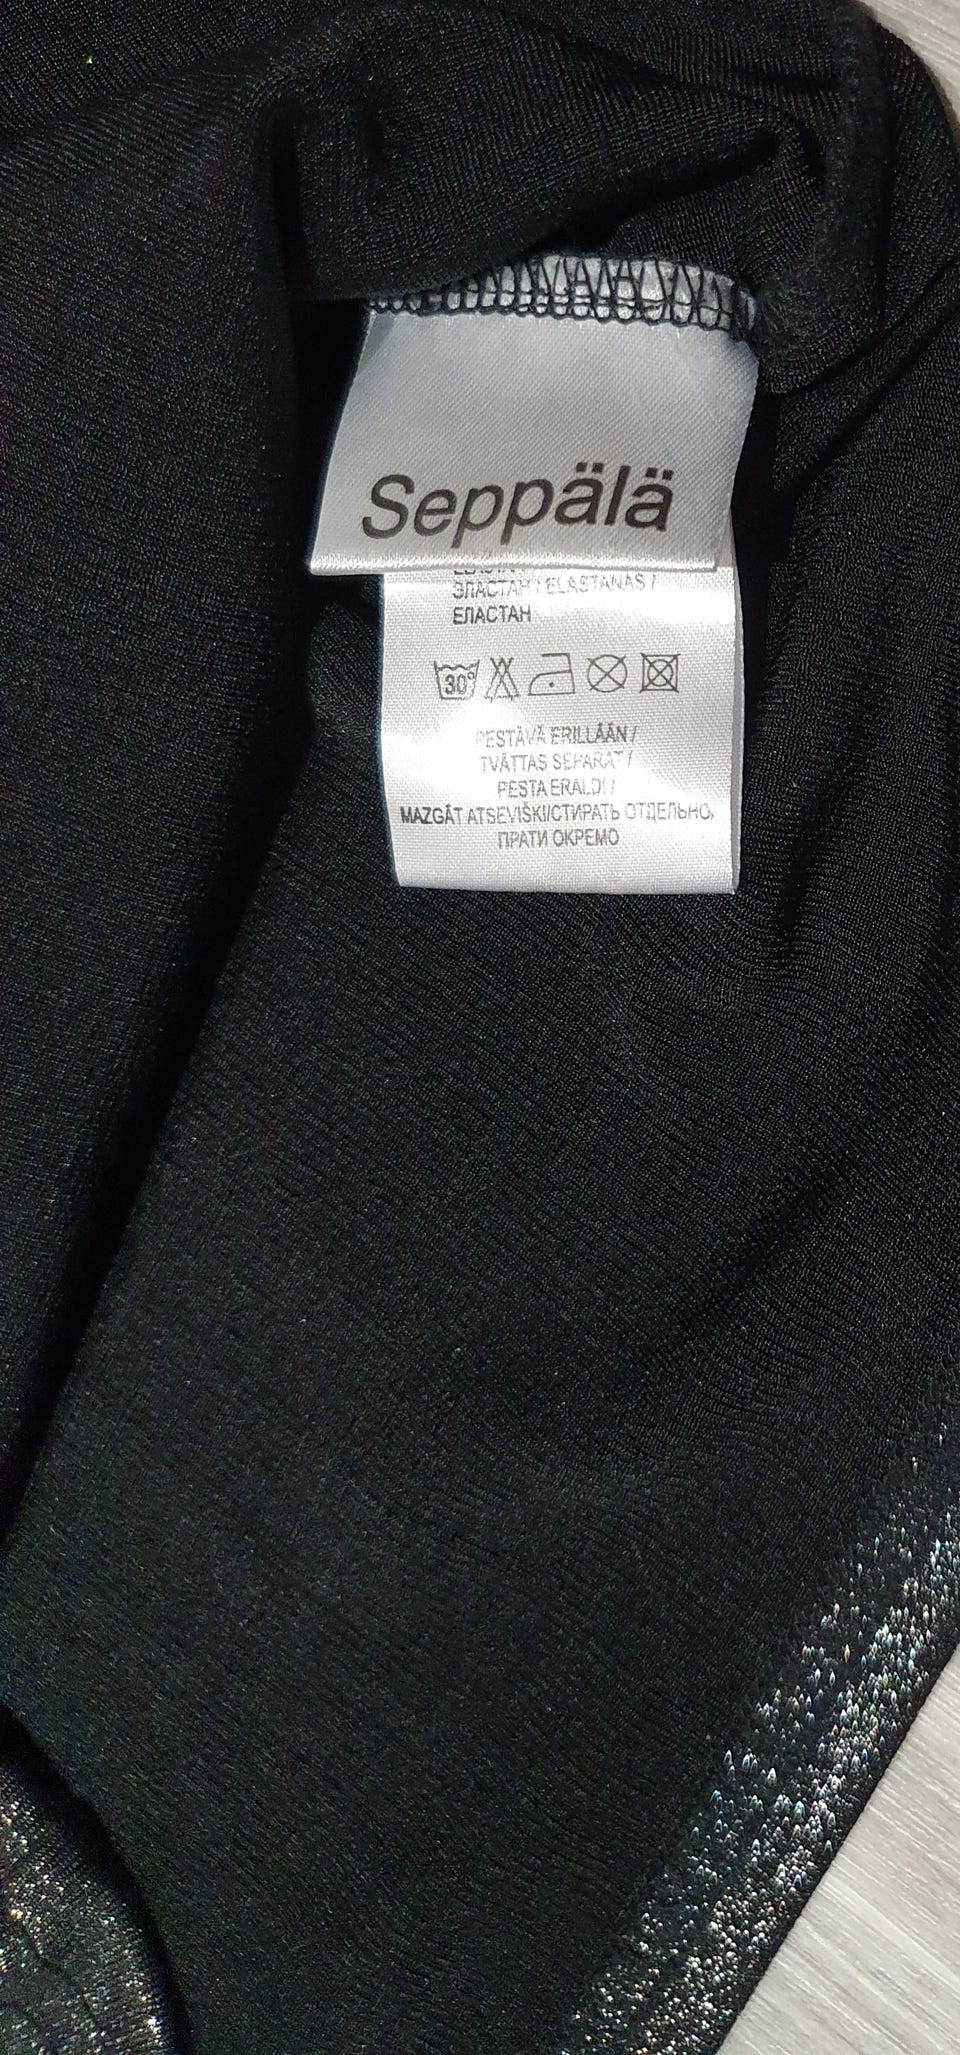 Seppälä
ЭЛАСТАН / ELASTANAS /
ЕЛАСТАН
30°
PESTÄVÄ ERILLÄÄN /
TVÄTTAS SEPARAT /
PESTA ERALDI /
MAZGĀT ATSEVIŠKI/СТИРАТЬ ОТДЕЛЬНО,
ПРАТИ ОКРЕМО